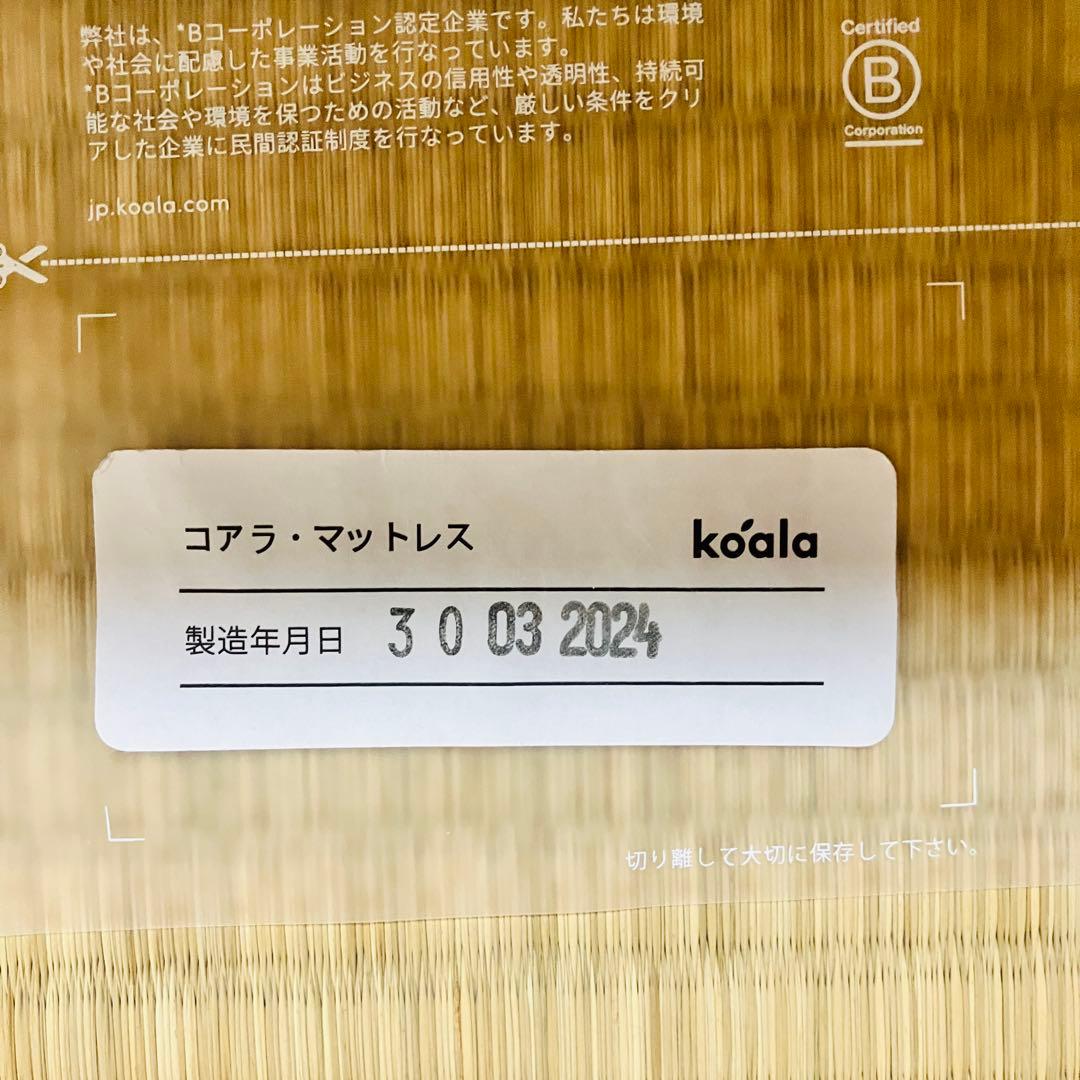 弊社は、*Bコーポレーション認定企業です。私たちは環境
や社会に配慮した事業活動を行なっています。
*Bコーポレーションはビジネスの信用性や透明性、持続可
能な社会や環境を保つための活動など、厳しい条件をクリ
アした企業に民間認証制度を行なっています。
Certified
B
Corporation
jp.koala.com
コアラ・マットレス
koala
製造年月日 30 03 2024
切り離して大切に保存して下さい。